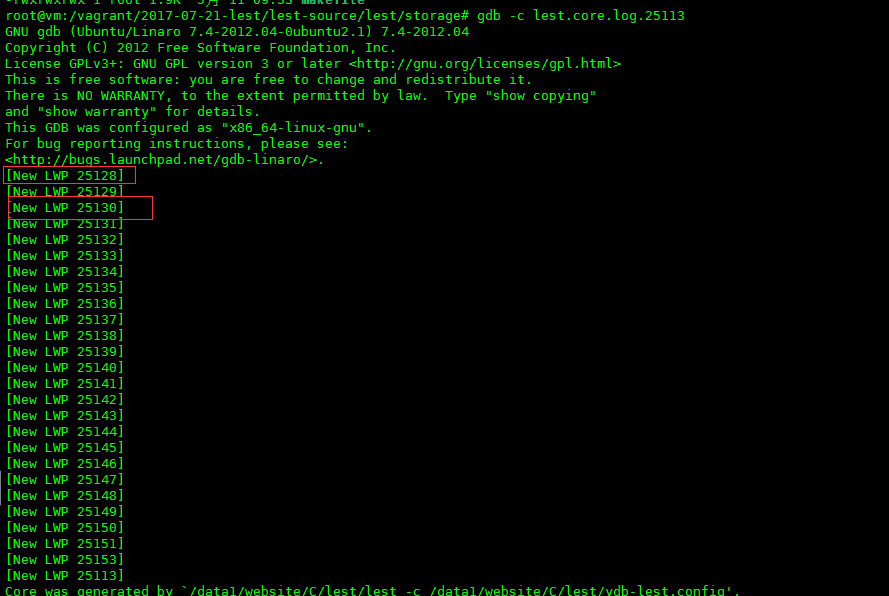 -rwxrwxrwx 1 root 1.9K 3月 11 09:53 makefile
root@vm:/vagrant/2017-07-21-lest/lest-source/lest/storage# gdb -c lest.core.log.25113
GNU gdb (Ubuntu/Linaro 7.4-2012.04-0ubuntu2.1) 7.4-2012.04
Copyright (C) 2012 Free Software Foundation, Inc.
License GPLv3+: GNU GPL version 3 or later <http://gnu.org/licenses/gpl.html>
This is free software: you are free to change and redistribute it.
There is NO WARRANTY, to the extent permitted by law.  Type "show copying"
and "show warranty" for details.
This GDB was configured as "x86_64-linux-gnu".
For bug reporting instructions, please see:
<http://bugs.launchpad.net/gdb-linaro/>.
[New LWP 25128]
[New LWP 25129]
[New LWP 25130]
[New LWP 25131]
[New LWP 25132]
[New LWP 25133]
[New LWP 25134]
[New LWP 25135]
[New LWP 25136]
[New LWP 25137]
[New LWP 25138]
[New LWP 25139]
[New LWP 25140]
[New LWP 25141]
[New LWP 25142]
[New LWP 25143]
[New LWP 25144]
[New LWP 25145]
[New LWP 25146]
[New LWP 25147]
[New LWP 25148]
[New LWP 25149]
[New LWP 25150]
[New LWP 25151]
[New LWP 25153]
[New LWP 25113]
Core was generated by `/data1/website/C/lest/lest -c /data1/website/C/lest/ydb-lest.config'.